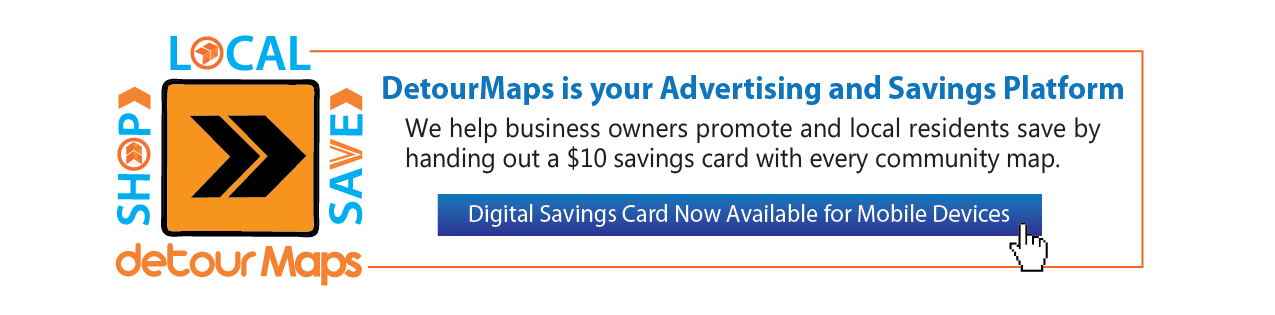 LOCAL
SHOP
SAVE
detour Maps
DetourMaps is your Advertising and Savings Platform
We help business owners promote and local residents save by
handing out a $10 savings card with every community map.
Digital Savings Card Now Available for Mobile Devices